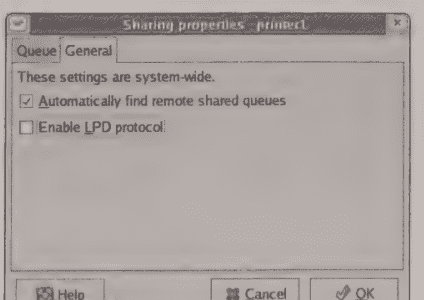 Sharing properties - printer1
Queue General
These settings are system-wide.
Automatically find remote shared queues
Enable LPD protocol
Help Cancel OK